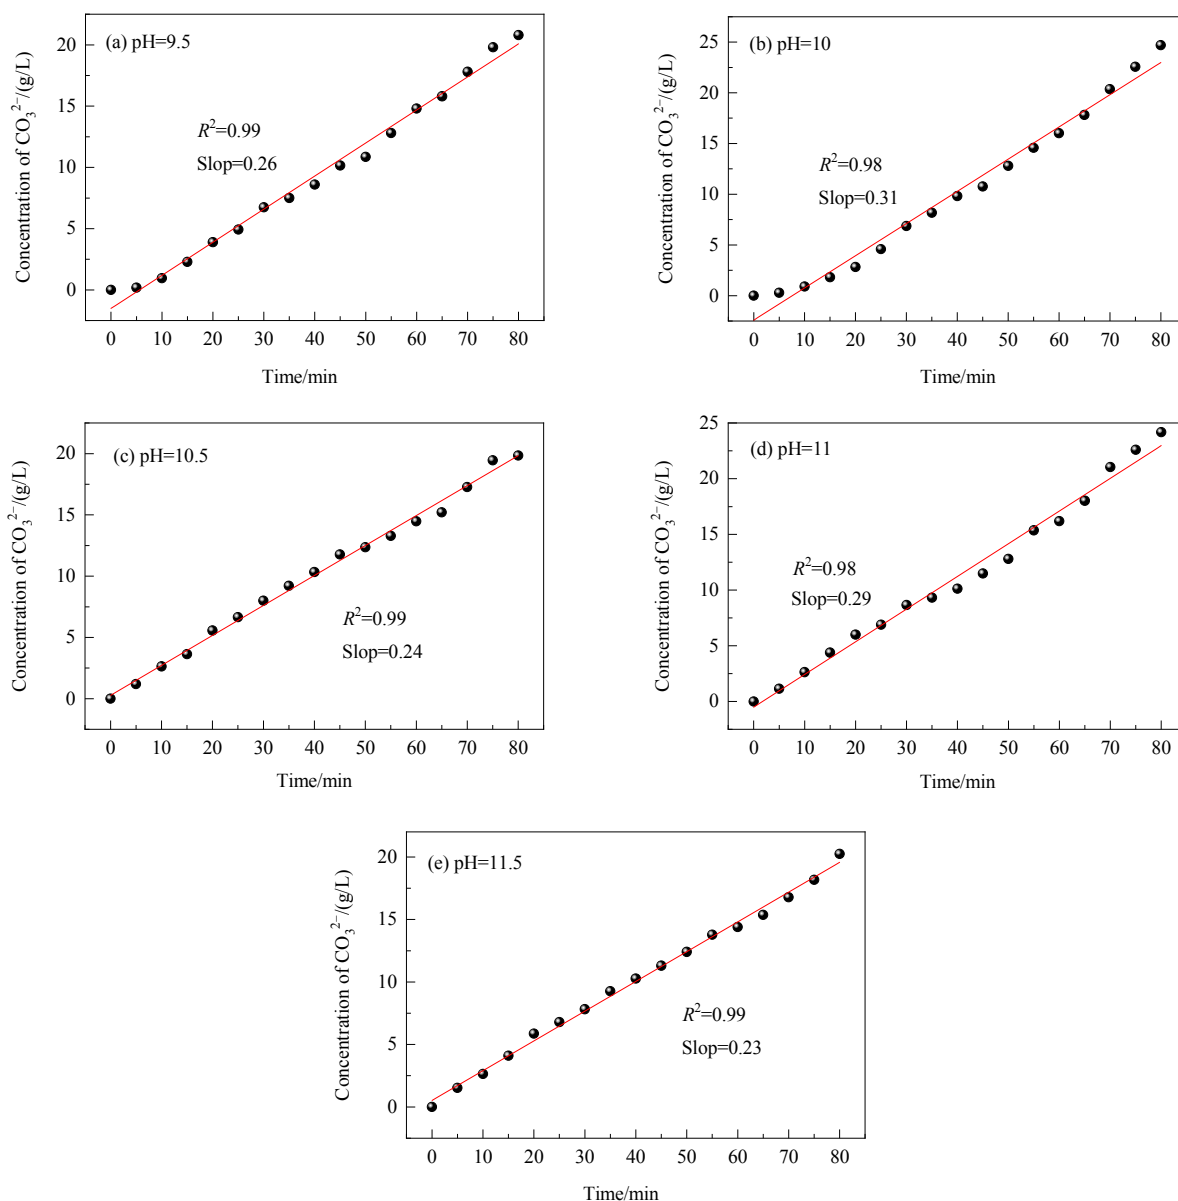 (a) pH=9.5
R²=0.99
Slop=0.26
Concentration of CO₃²⁻/(g/L)
20
15
10
5
0
0 10 20 30 40 50 60 70 80
Time/min
(b) pH=10
R²=0.98
Slop=0.31
Concentration of CO₃²⁻/(g/L)
25
20
15
10
5
0
0 10 20 30 40 50 60 70 80
Time/min
(c) pH=10.5
R²=0.99
Slop=0.24
Concentration of CO₃²⁻/(g/L)
20
15
10
5
0
0 10 20 30 40 50 60 70 80
Time/min
(d) pH=11
R²=0.98
Slop=0.29
Concentration of CO₃²⁻/(g/L)
25
20
15
10
5
0
0 10 20 30 40 50 60 70 80
Time/min
(e) pH=11.5
R²=0.99
Slop=0.23
Concentration of CO₃²⁻/(g/L)
20
15
10
5
0
0 10 20 30 40 50 60 70 80
Time/min